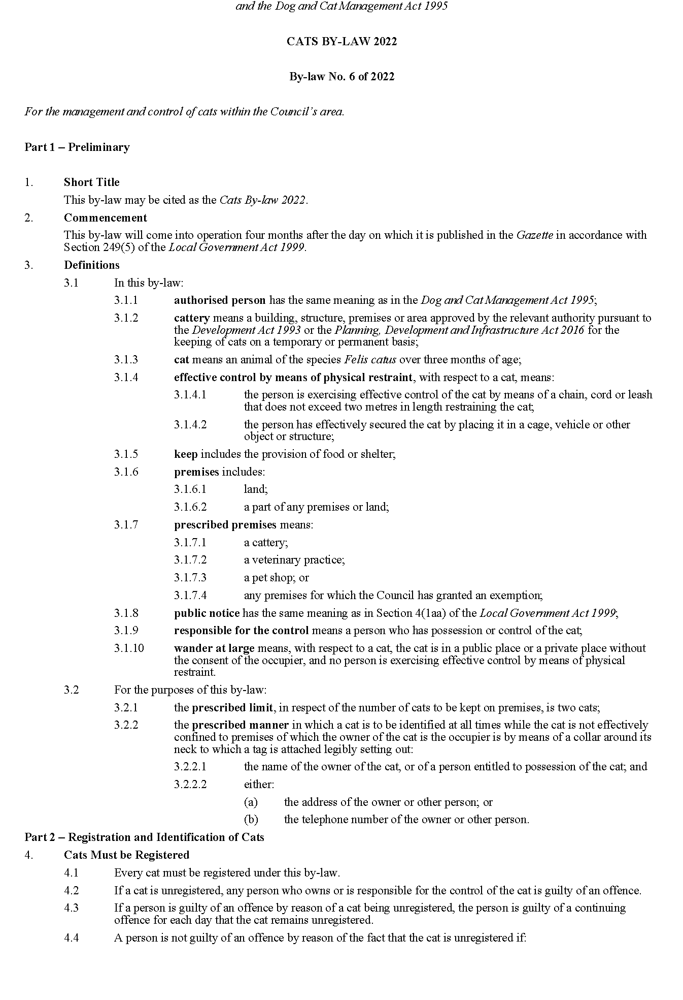 and the Dog and Cat Management Act 1995
CATS BY-LAW 2022
By-law No. 6 of 2022
For the management and control of cats within the Council’s area.
Part 1 – Preliminary
1. Short Title
This by-law may be cited as the Cats By-law 2022.
2. Commencement
This by-law will come into operation four months after the day on which it is published in the Gazette in accordance with
Section 249(5) of the Local Government Act 1999.
3. Definitions
3.1 In this by-law:
3.1.1 authorised person has the same meaning as in the Dog and Cat Management Act 1995;
3.1.2 cattery means a building, structure, premises or area approved by the relevant authority pursuant to
the Development Act 1993 or the Planning, Development and Infrastructure Act 2016 for the
keeping of cats on a temporary or permanent basis;
3.1.3 cat means an animal of the species Felis catus over three months of age;
3.1.4 effective control by means of physical restraint, with respect to a cat, means:
3.1.4.1 the person is exercising effective control of the cat by means of a chain, cord or leash
that does not exceed two metres in length restraining the cat;
3.1.4.2 the person has effectively secured the cat by placing it in a cage, vehicle or other
object or structure;
3.1.5 keep includes the provision of food or shelter;
3.1.6 premises includes:
3.1.6.1 land;
3.1.6.2 a part of any premises or land;
3.1.7 prescribed premises means:
3.1.7.1 a cattery;
3.1.7.2 a veterinary practice;
3.1.7.3 a pet shop; or
3.1.7.4 any premises for which the Council has granted an exemption;
3.1.8 public notice has the same meaning as in Section 4(1aa) of the Local Government Act 1999;
3.1.9 responsible for the control means a person who has possession or control of the cat;
3.1.10 wander at large means, with respect to a cat, the cat is in a public place or a private place without
the consent of the occupier, and no person is exercising effective control by means of physical
restraint.
3.2 For the purposes of this by-law:
3.2.1 the prescribed limit, in respect of the number of cats to be kept on premises, is two cats;
3.2.2 the prescribed manner in which a cat is to be identified at all times while the cat is not effectively
confined to premises of which the owner of the cat is the occupier is by means of a collar around its
neck to which a tag is attached legibly setting out:
3.2.2.1 the name of the owner of the cat, or of a person entitled to possession of the cat; and
3.2.2.2 either:
(a) the address of the owner or other person; or
(b) the telephone number of the owner or other person.
Part 2 – Registration and Identification of Cats
4. Cats Must be Registered
4.1 Every cat must be registered under this by-law.
4.2 If a cat is unregistered, any person who owns or is responsible for the control of the cat is guilty of an offence.
4.3 If a person is guilty of an offence by reason of a cat being unregistered, the person is guilty of a continuing
offence for each day that the cat remains unregistered.
4.4 A person is not guilty of an offence by reason of the fact that the cat is unregistered if: